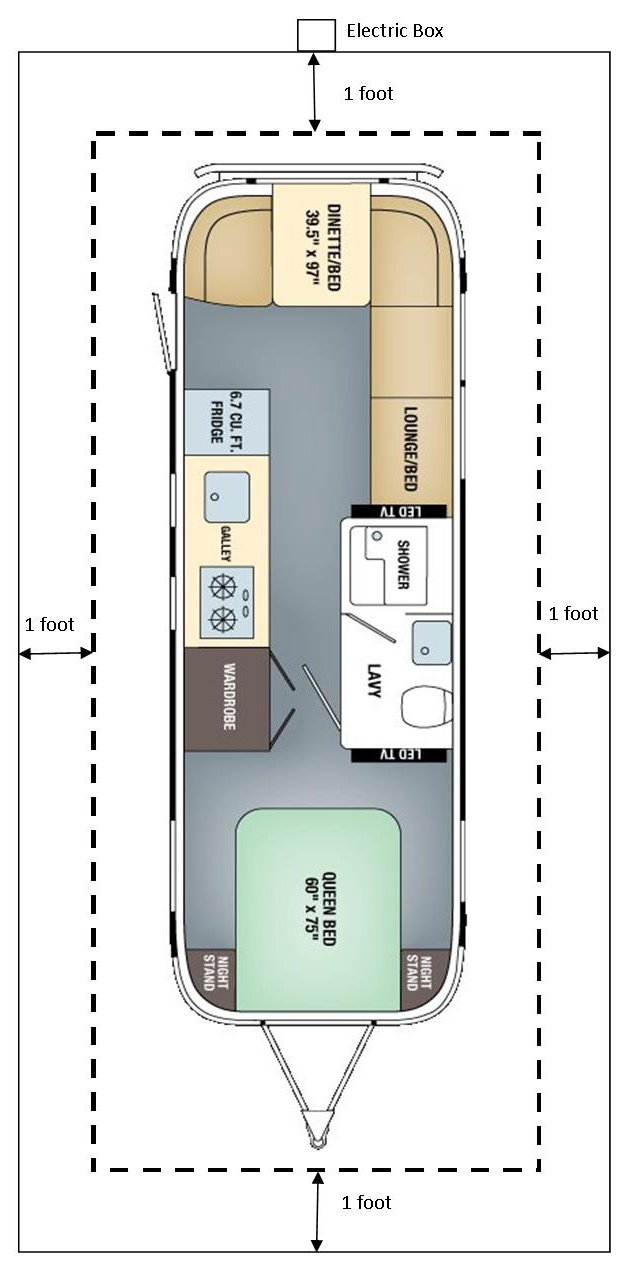 Electric Box
1 foot
DINETTE/BED
39.5" x 97"
6.7 CU. FT.
FRIDGE
LOUNGE/BED
LED TV
GALLEY
SHOWER
1 foot
1 foot
WARDROBE
LAVY
LED TV
QUEEN BED
60" x 75"
NIGHT
STAND
NIGHT
STAND
1 foot